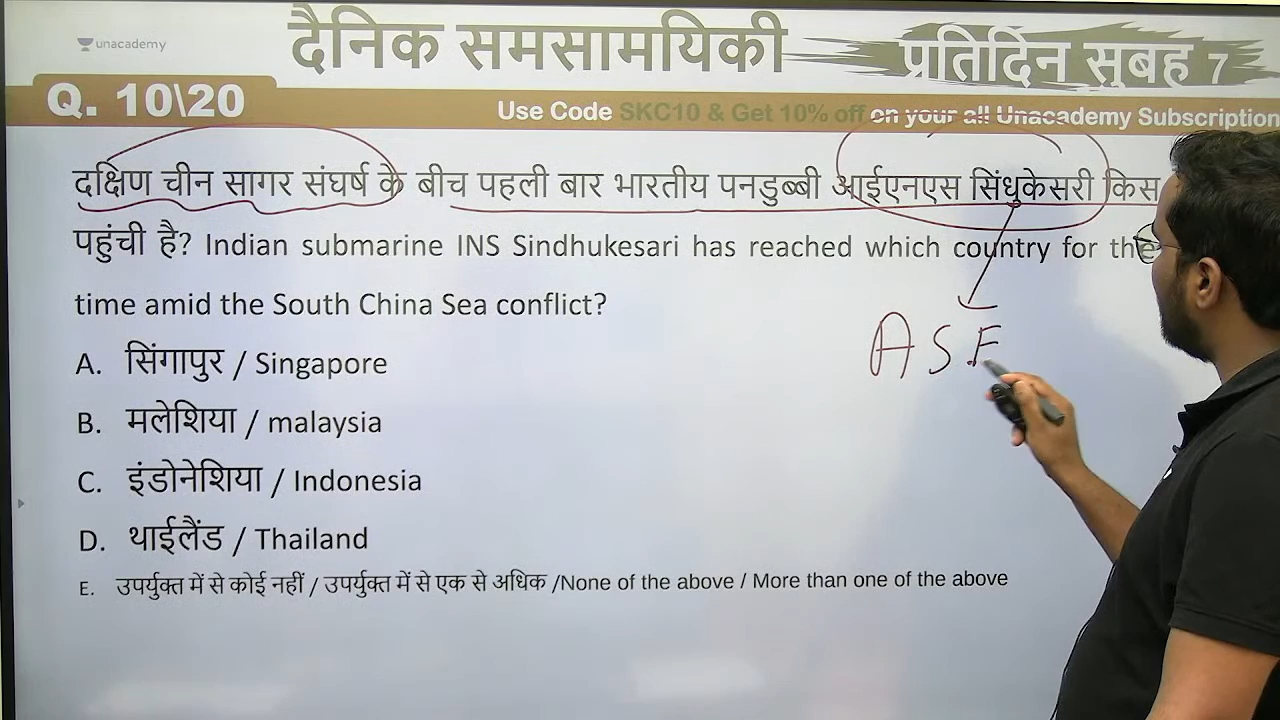 unacademy
दैनिक समसामयिकी
प्रतिदिन सुबह 7
Q. 10\20
Use Code SKC10 & Get 10% off on your all Unacademy Subscription
दक्षिण चीन सागर संघर्ष के बीच पहली बार भारतीय पनडुब्बी आईएनएस सिंधुकेसरी किस
पहुंची है? Indian submarine INS Sindhukesari has reached which country for the
time amid the South China Sea conflict?
A S E
A. सिंगापुर / Singapore
B. मलेशिया / malaysia
C. इंडोनेशिया / Indonesia
D. थाईलैंड / Thailand
E. उपर्युक्त में से कोई नहीं / उपर्युक्त में से एक से अधिक /None of the above / More than one of the above